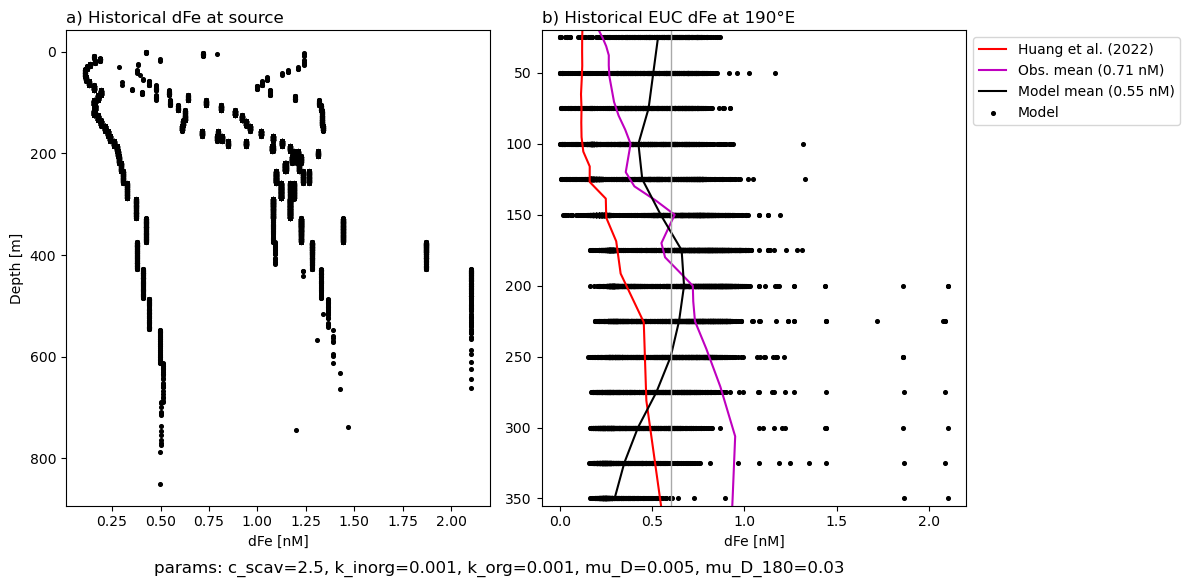 a) Historical dFe at source
0
200
400
600
800
Depth [m]
0.25 0.50 0.75 1.00 1.25 1.50 1.75 2.00
dFe [nM]
b) Historical EUC dFe at 190°E
50
100
150
200
250
300
350
0.0 0.5 1.0 1.5 2.0
dFe [nM]
Huang et al. (2022)
Obs. mean (0.71 nM)
Model mean (0.55 nM)
Model
params: c_scav=2.5, k_inorg=0.001, k_org=0.001, mu_D=0.005, mu_D_180=0.03